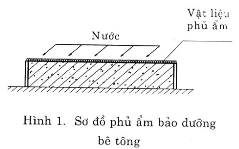 Vật liệu
phủ ẩm
Nước
Hình 1. Sơ đồ phủ ẩm bảo dưỡng
bê tông